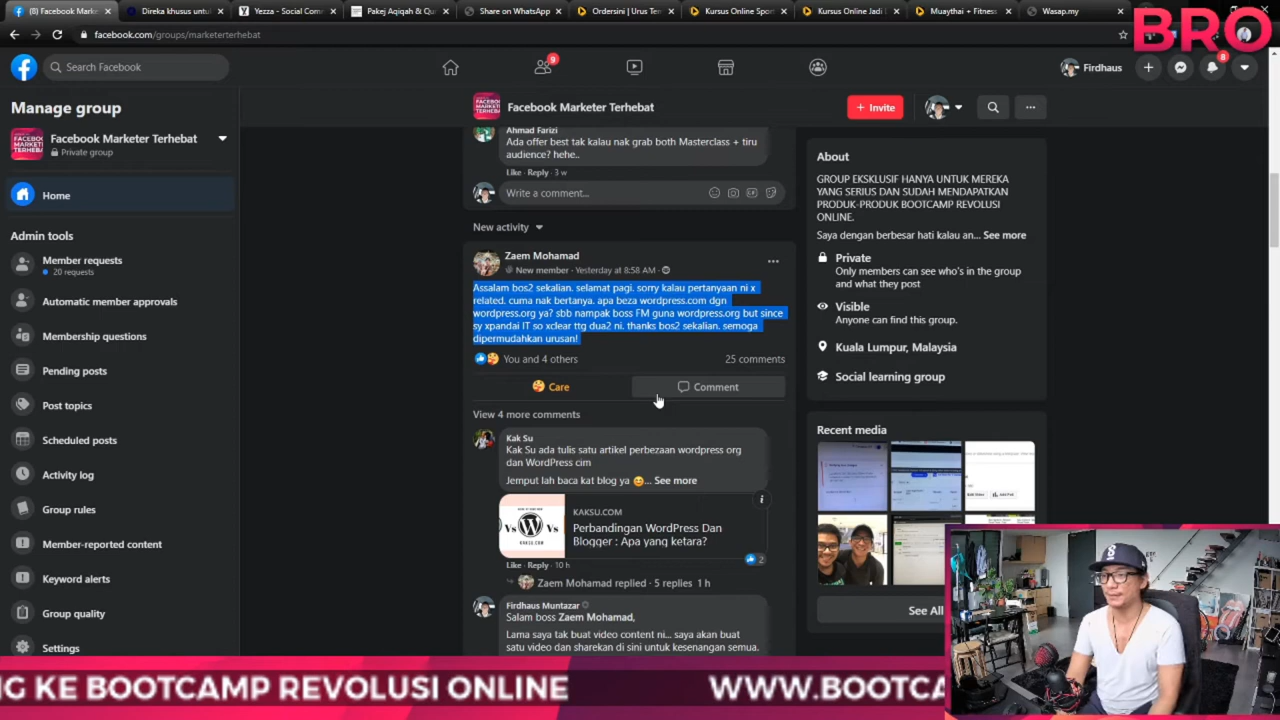 (8) Facebook Market
Direka khusus untuk
Yezza - Social Comm
Pakej Aqiqah & Qur
Share on WhatsApp
Ordersini | Urus Tem
Kursus Online Spor
Kursus Online Jadi
Muaythai + Fitness
Wasap.my
facebook.com/groups/marketerterhebat
BRO
Search Facebook
9
Firdhaus
8
Manage group
Facebook Marketer Terhebat
Private group
Home
Admin tools
Member requests
20 requests
Automatic member approvals
Membership questions
Pending posts
Post topics
Scheduled posts
Activity log
Group rules
Member-reported content
Keyword alerts
Group quality
Settings
Facebook Marketer Terhebat
+ Invite
Ahmad Farizi
Ada offer best tak kalau nak grab both Masterclass + tiru
audience? hehe..
Like · Reply · 3 w
Write a comment...
New activity
Zaem Mohamad
New member · Yesterday at 8:58 AM ·
Assalam bos2 sekalian. selamat pagi. sorry kalau pertanyaan ni x
related. cuma nak bertanya. apa beza wordpress.com dgn
wordpress.org ya? sbb nampak boss FM guna wordpress.org but since
sy xpandai IT so xclear ttg dua2 ni. thanks bos2 sekalian. semoga
dipermudahkan urusan!
You and 4 others
25 comments
Care
Comment
View 4 more comments
Kak Su
Kak Su ada tulis satu artikel perbezaan wordpress org
dan WordPress cim
Jemput lah baca kat blog ya 😊... See more
Vs
Vs
KAKSU.COM
KAKSU.COM
Perbandingan WordPress Dan
Blogger : Apa yang ketara?
Like · Reply · 10 h
2
Zaem Mohamad replied · 5 replies 1 h
Firdhaus Muntazar
Salam boss Zaem Mohamad,
Lama saya tak buat video content ni... saya akan buat
satu video dan sharekan di sini untuk kesenangan semua.
About
GROUP EKSKLUSIF HANYA UNTUK MEREKA
YANG SERIUS DAN SUDAH MENDAPATKAN
PRODUK-PRODUK BOOTCAMP REVOLUSI
ONLINE.
Saya dengan berbesar hati kalau an... See more
Private
Only members can see who's in the group
and what they post
Visible
Anyone can find this group.
Kuala Lumpur, Malaysia
Social learning group
Recent media
See All
NG KE BOOTCAMP REVOLUSI ONLINE
WWW.BOOTCA